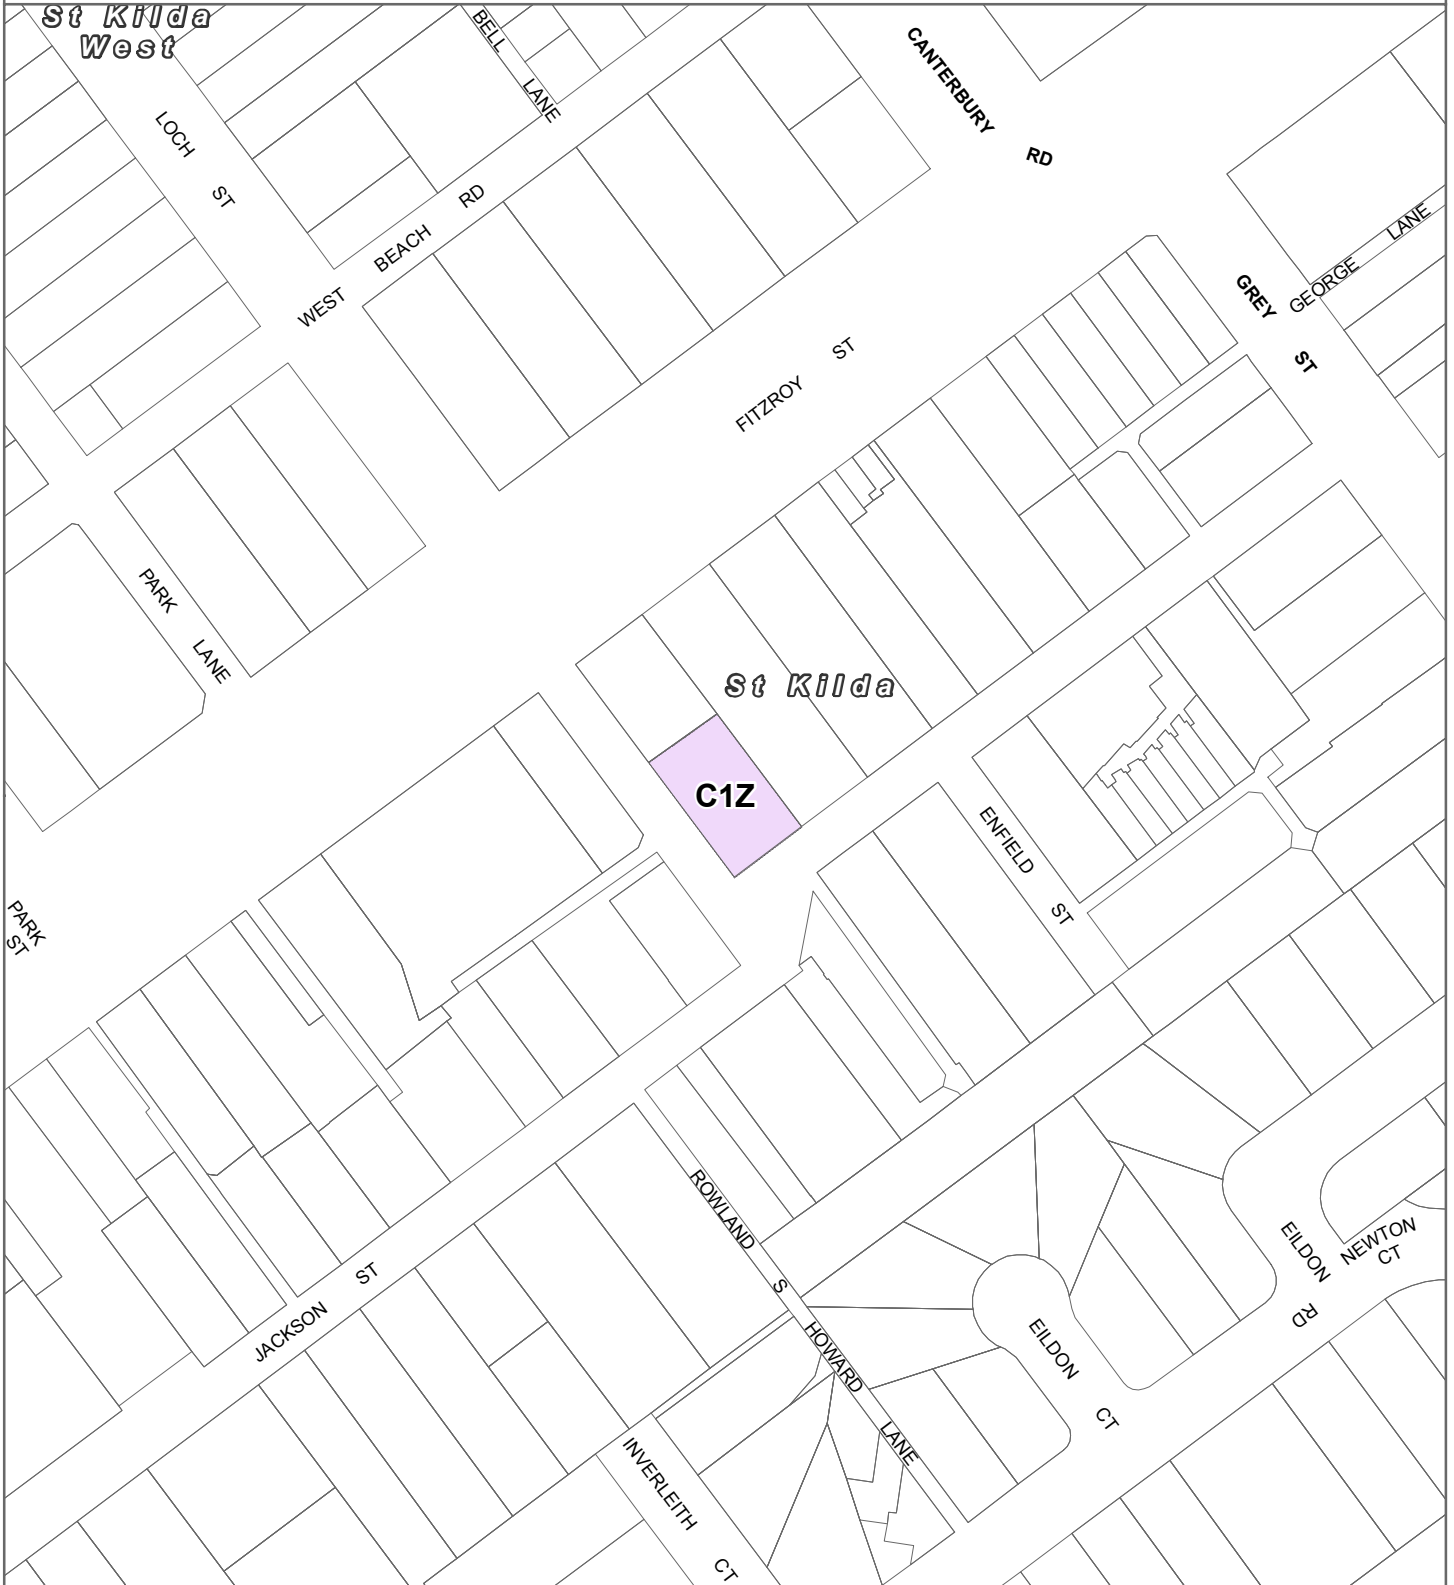 St Kilda
West
BELL
LANE
CANTERBURY
RD
LOCH
ST
WEST
BEACH
RD
GEORGE
LANE
GREY
ST
FITZROY
ST
PARK
LANE
St Kilda
C1Z
ENFIELD
ST
PARK
ST
ROWLAND
S
HOWARD
LANE
JACKSON
ST
EILDON
RD
NEWTON
CT
EILDON
CT
INVERLEITH
CT